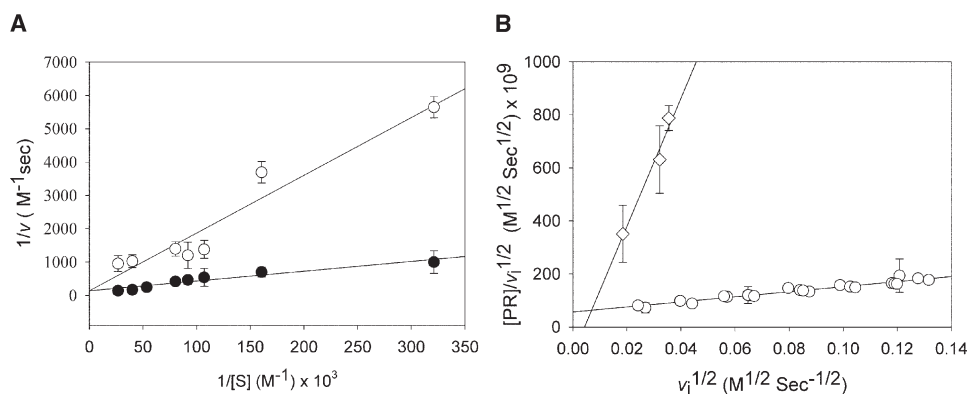 A
7000
6000
5000
4000
3000
2000
1000
0
1/v ( M⁻¹sec)
0 50 100 150 200 250 300 350
1/[S] (M⁻¹) x 10³
B
1000
800
600
400
200
0
[PR]/vᵢ¹/² (M¹/² Sec¹/²) x 10⁹
0.00 0.02 0.04 0.06 0.08 0.10 0.12 0.14
vᵢ¹/² (M¹/² Sec⁻¹/²)